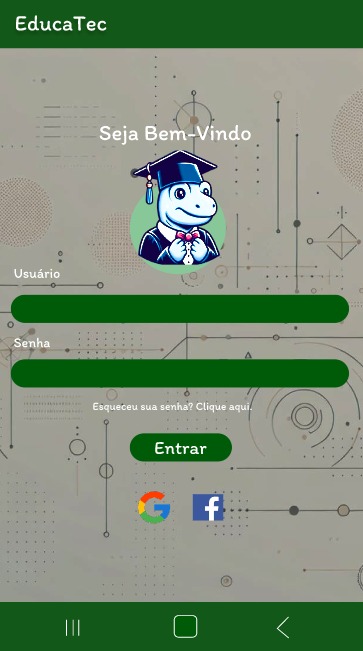 EducaTec
Seja Bem-Vindo
Usuário
Senha
Esqueceu sua senha? Clique aqui.
Entrar